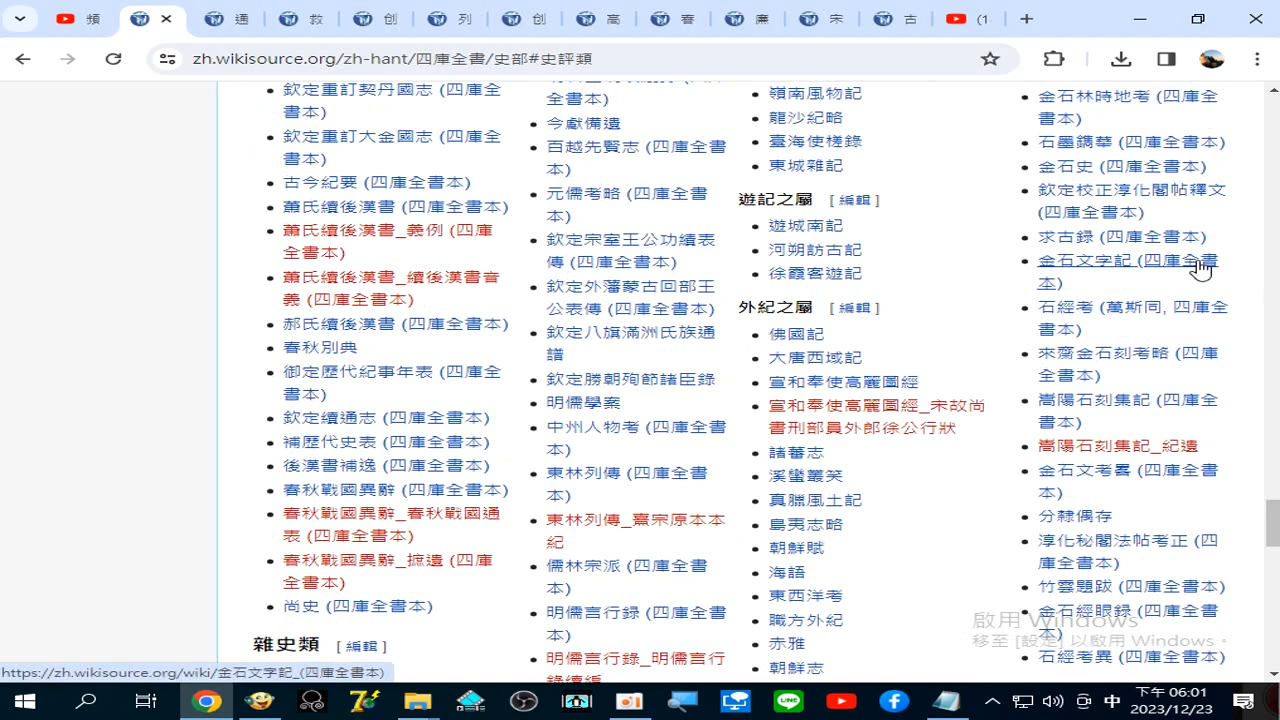 頻
通
救
创
列
创
高
春
廉
宋
古
(1
zh.wikisource.org/zh-hant/四庫全書/史部#史評類
欽定重訂契丹國志 (四庫全
書本)
欽定重訂大金國志 (四庫全
書本)
古今紀要 (四庫全書本)
蕭氏續後漢書 (四庫全書本)
蕭氏續後漢書_義例 (四庫
全書本)
蕭氏續後漢書_續後漢書音
義 (四庫全書本)
郝氏續後漢書 (四庫全書本)
春秋別典
御定歷代紀事年表 (四庫全
書本)
欽定續通志 (四庫全書本)
補歷代史表 (四庫全書本)
後漢書補逸 (四庫全書本)
春秋戰國異辭 (四庫全書本)
春秋戰國異辭_春秋戰國通
表 (四庫全書本)
春秋戰國異辭_摭遺 (四庫
全書本)
尚史 (四庫全書本)
雜史類 [編輯]
全書本)
今獻備遺
百越先賢志 (四庫全書
本)
元儒考略 (四庫全書
本)
欽定宗室王公功績表
傳 (四庫全書本)
欽定外藩蒙古回部王
公表傳 (四庫全書本)
欽定八旗滿洲氏族通
譜
欽定勝朝殉節諸臣錄
明儒學案
中州人物考 (四庫全書
本)
東林列傳 (四庫全書
本)
東林列傳_熹宗原本本
紀
儒林宗派 (四庫全書
本)
明儒言行録 (四庫全書
本)
明儒言行錄_明儒言行
錄續編
嶺南風物記
龍沙紀略
臺海使槎錄
東城雜記
遊記之屬 [編輯]
遊城南記
河朔訪古記
徐霞客遊記
外紀之屬 [編輯]
佛國記
大唐西域記
宣和奉使高麗圖經
宣和奉使高麗圖經_宋故尚
書刑部員外郎徐公行狀
諸蕃志
溪蠻叢笑
真臘風土記
島夷志略
朝鮮賦
海語
東西洋考
職方外紀
赤雅
朝鮮志
金石林時地考 (四庫全
書本)
石墨鐫華 (四庫全書本)
金石史 (四庫全書本)
欽定校正淳化閣帖釋文
(四庫全書本)
求古録 (四庫全書本)
金石文字記 (四庫全書
本)
石經考 (萬斯同, 四庫全
書本)
來齋金石刻考略 (四庫
全書本)
嵩陽石刻集記 (四庫全
書本)
嵩陽石刻集記_紀遺
金石文考畧 (四庫全書
本)
分隸偶存
淳化秘閣法帖考正 (四
庫全書本)
竹雲題跋 (四庫全書本)
金石經眼録 (四庫全書
本)
石經考異 (四庫全書本)
啟用 Windows
移至 [設定] 以啟用 Windows。
https://zh.wikisource.org/wiki/金石文字記_(四庫全書本)
中
下午 06:01
2023/12/23